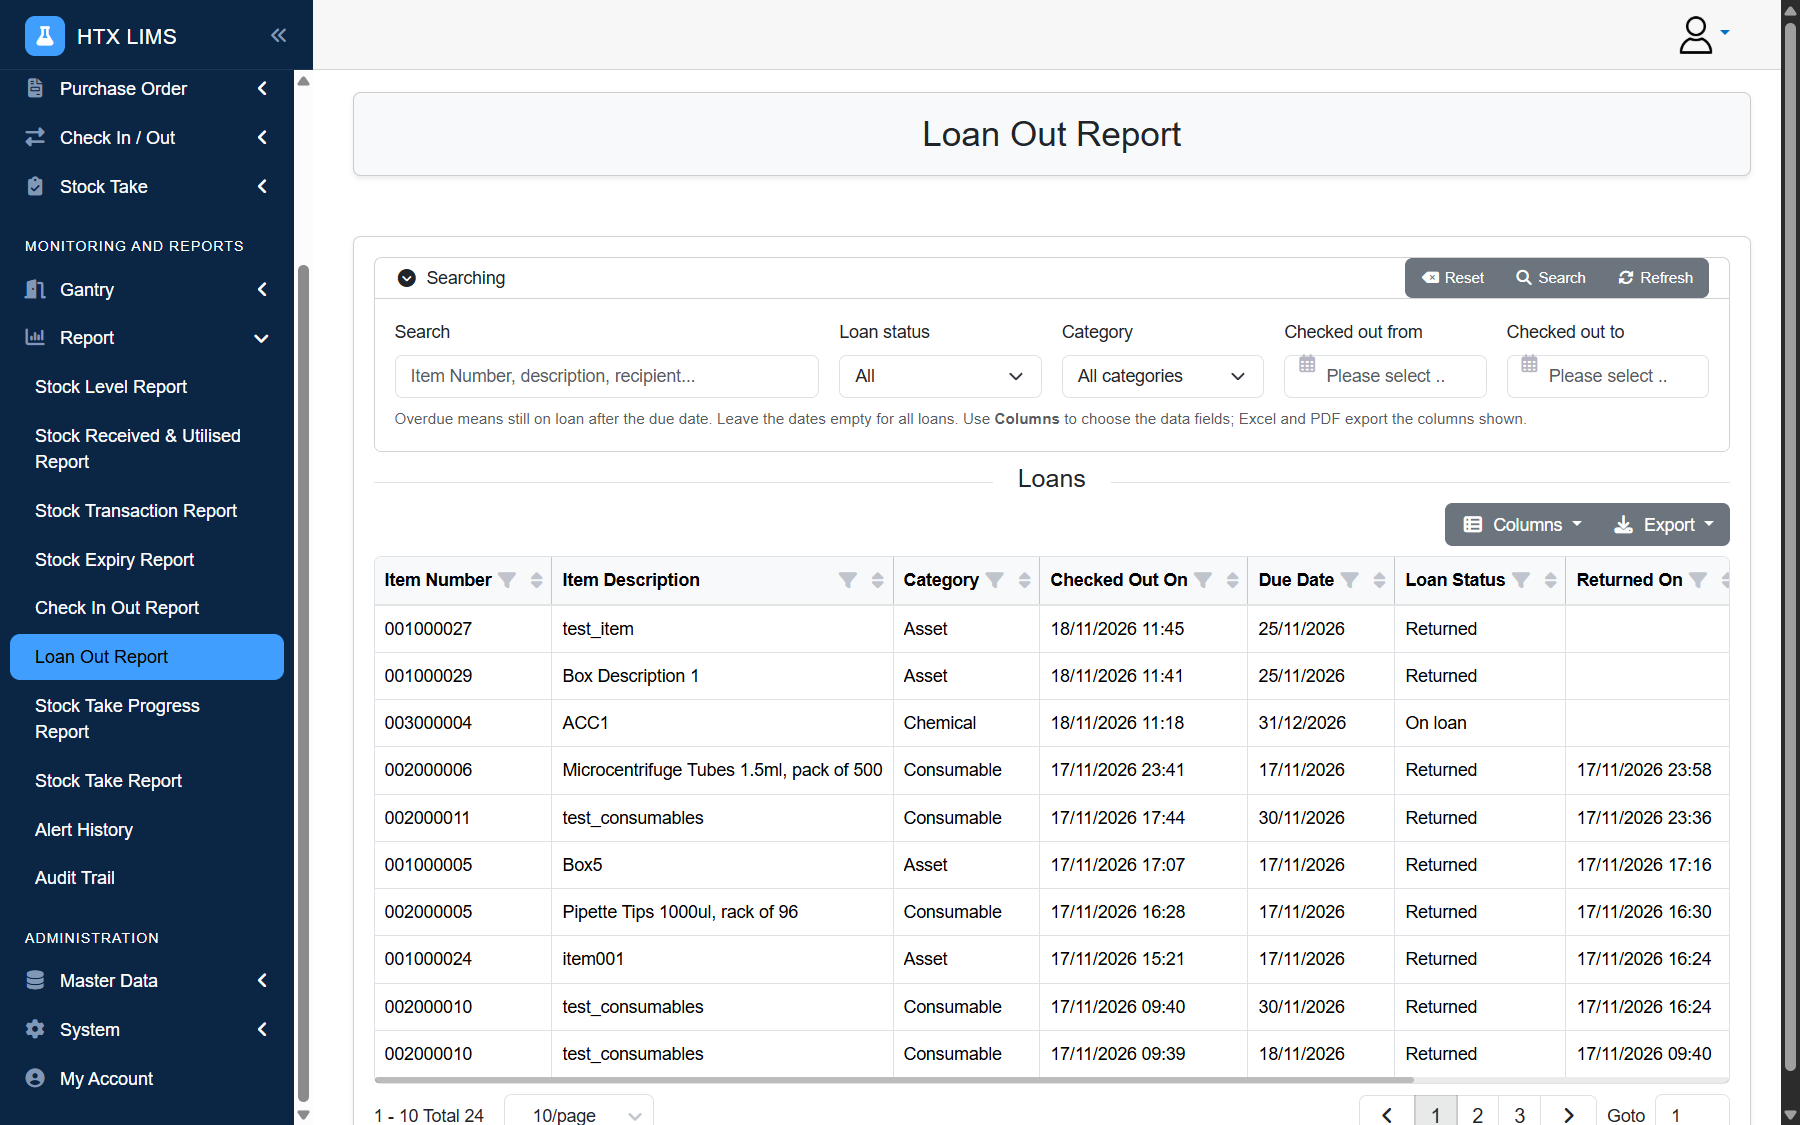 HTX LIMS
Purchase Order
Check In / Out
Stock Take
MONITORING AND REPORTS
Gantry
Report
Stock Level Report
Stock Received & Utilised
Report
Stock Transaction Report
Stock Expiry Report
Check In Out Report
Loan Out Report
Stock Take Progress
Report
Stock Take Report
Alert History
Audit Trail
ADMINISTRATION
Master Data
System
My Account
Loan Out Report
Searching
Reset Search Refresh
Search Loan status Category Checked out from Checked out to
Item Number, description, recipient... All All categories Please select .. Please select ..
Overdue means still on loan after the due date. Leave the dates empty for all loans. Use Columns to choose the data fields; Excel and PDF export the columns shown.
Loans
Columns Export
Item Number Item Description Category Checked Out On Due Date Loan Status Returned On
001000027 test_item Asset 18/11/2026 11:45 25/11/2026 Returned
001000029 Box Description 1 Asset 18/11/2026 11:41 25/11/2026 Returned
003000004 ACC1 Chemical 18/11/2026 11:18 31/12/2026 On loan
002000006 Microcentrifuge Tubes 1.5ml, pack of 500 Consumable 17/11/2026 23:41 17/11/2026 Returned 17/11/2026 23:58
002000011 test_consumables Consumable 17/11/2026 17:44 30/11/2026 Returned 17/11/2026 23:36
001000005 Box5 Asset 17/11/2026 17:07 17/11/2026 Returned 17/11/2026 17:16
002000005 Pipette Tips 1000ul, rack of 96 Consumable 17/11/2026 16:28 17/11/2026 Returned 17/11/2026 16:30
001000024 item001 Asset 17/11/2026 15:21 17/11/2026 Returned 17/11/2026 16:24
002000010 test_consumables Consumable 17/11/2026 09:40 30/11/2026 Returned 17/11/2026 16:24
002000010 test_consumables Consumable 17/11/2026 09:39 18/11/2026 Returned 17/11/2026 09:40
1 - 10 Total 24 10/page 1 2 3 Goto 1